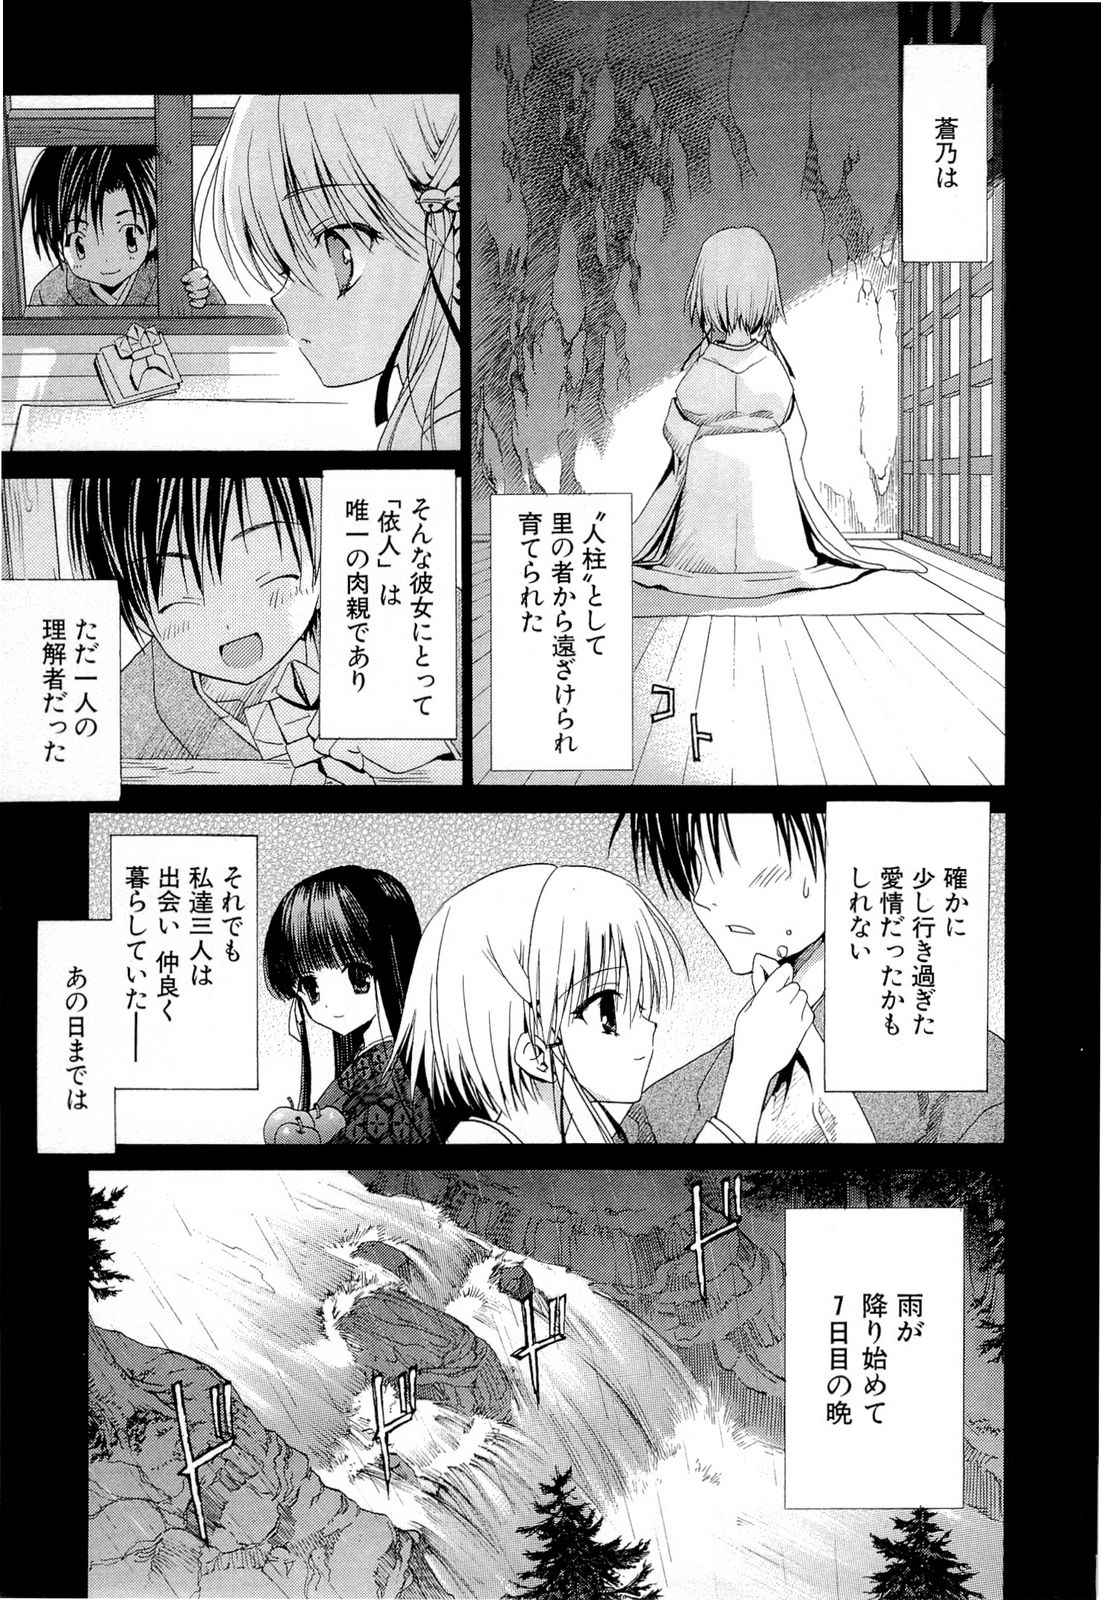 蒼乃は
〝人柱〟として
里の者から遠ざけられ
育てられた
コト
そんな彼女にとって
「依人」は
唯一の肉親であり
ただ一人の
理解者だった
確かに
少し行き過ぎた
愛情だったかも
しれない
それでも
私達三人は
出会い 仲良く
暮らしていた――
あの日までは
雨が
降り始めて
7日目の晩
ドド
ドド
ドド
ドド